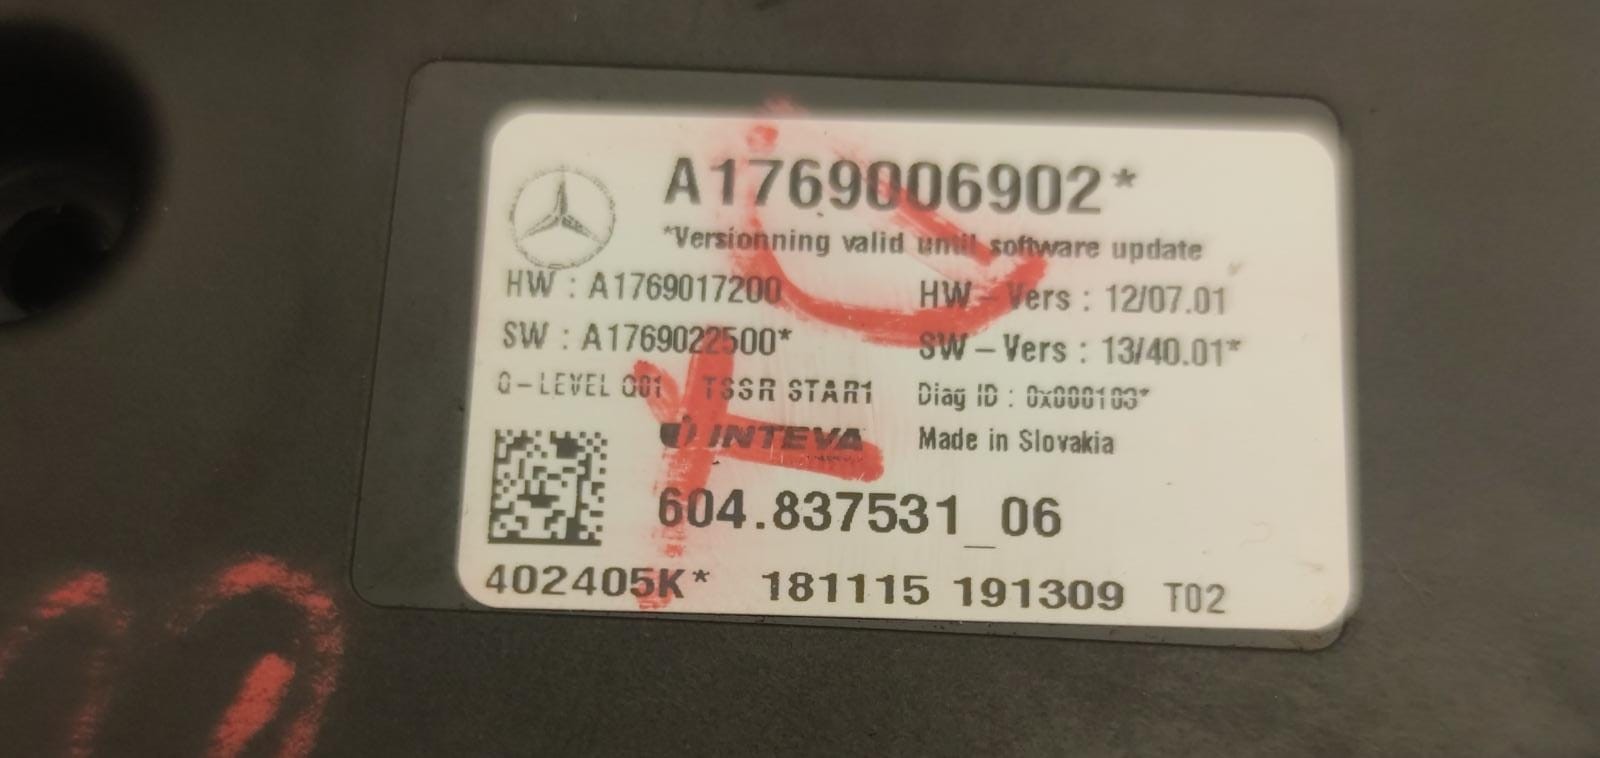 A1769006902*
*Versionning valid until software update
HW : A1769017200 HW-Vers : 12/07.01
SW : A1769022500* SW-Vers : 13/40.01*
Q-LEVEL Q01 TSSR STAR1 Diag ID : 0x000103*
INTEVA Made in Slovakia
604.837531_06
402405K* 181115 191309 T02